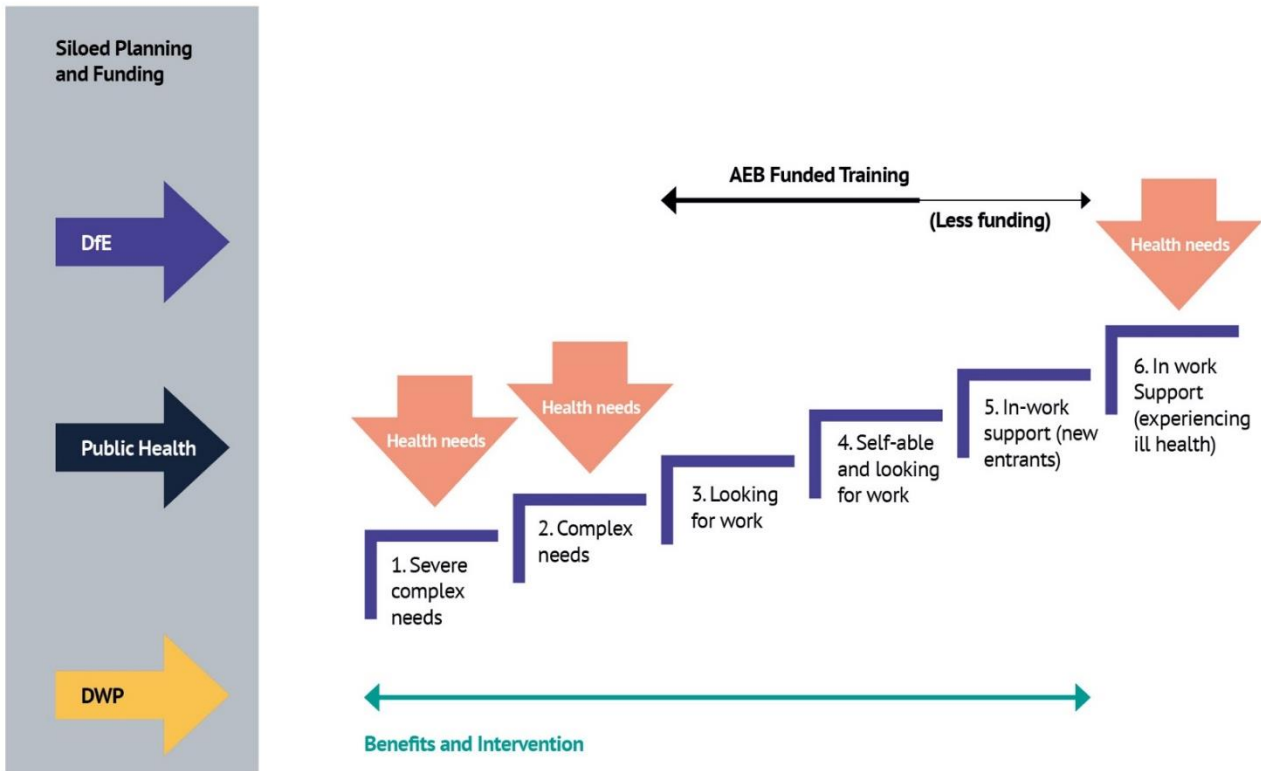 Siloed Planning
and Funding
DfE
Public Health
DWP
AEB Funded Training
(Less funding)
Health needs
Health needs
Health needs
1. Severe
complex
needs
2. Complex
needs
3. Looking
for work
4. Self-able
and looking
for work
5. In-work
support (new
entrants)
6. In work
Support
(experiencing
ill health)
Benefits and Intervention